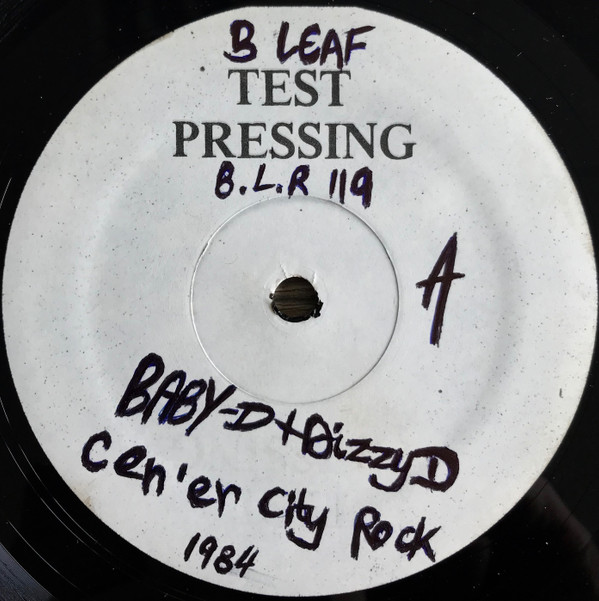 B LEAF
TEST
PRESSING
B.L.R 119
A
BABY-D + DizzyD
Cen'er City Rock
1984